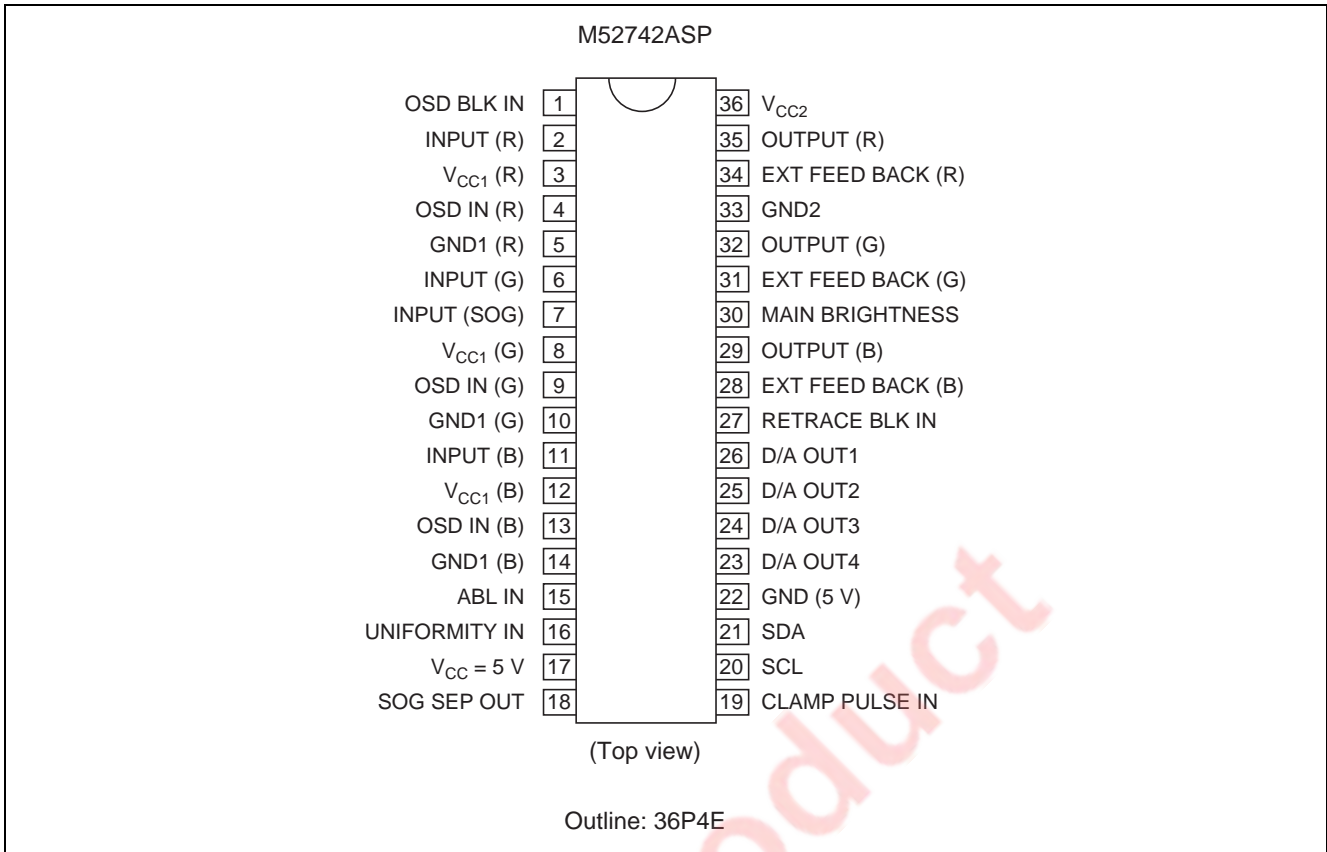 M52742ASP
OSD BLK IN 1 36 VCC2
INPUT (R) 2 35 OUTPUT (R)
VCC1 (R) 3 34 EXT FEED BACK (R)
OSD IN (R) 4 33 GND2
GND1 (R) 5 32 OUTPUT (G)
INPUT (G) 6 31 EXT FEED BACK (G)
INPUT (SOG) 7 30 MAIN BRIGHTNESS
VCC1 (G) 8 29 OUTPUT (B)
OSD IN (G) 9 28 EXT FEED BACK (B)
GND1 (G) 10 27 RETRACE BLK IN
INPUT (B) 11 26 D/A OUT1
VCC1 (B) 12 25 D/A OUT2
OSD IN (B) 13 24 D/A OUT3
GND1 (B) 14 23 D/A OUT4
ABL IN 15 22 GND (5 V)
UNIFORMITY IN 16 21 SDA
VCC = 5 V 17 20 SCL
SOG SEP OUT 18 19 CLAMP PULSE IN
(Top view)
Outline: 36P4E